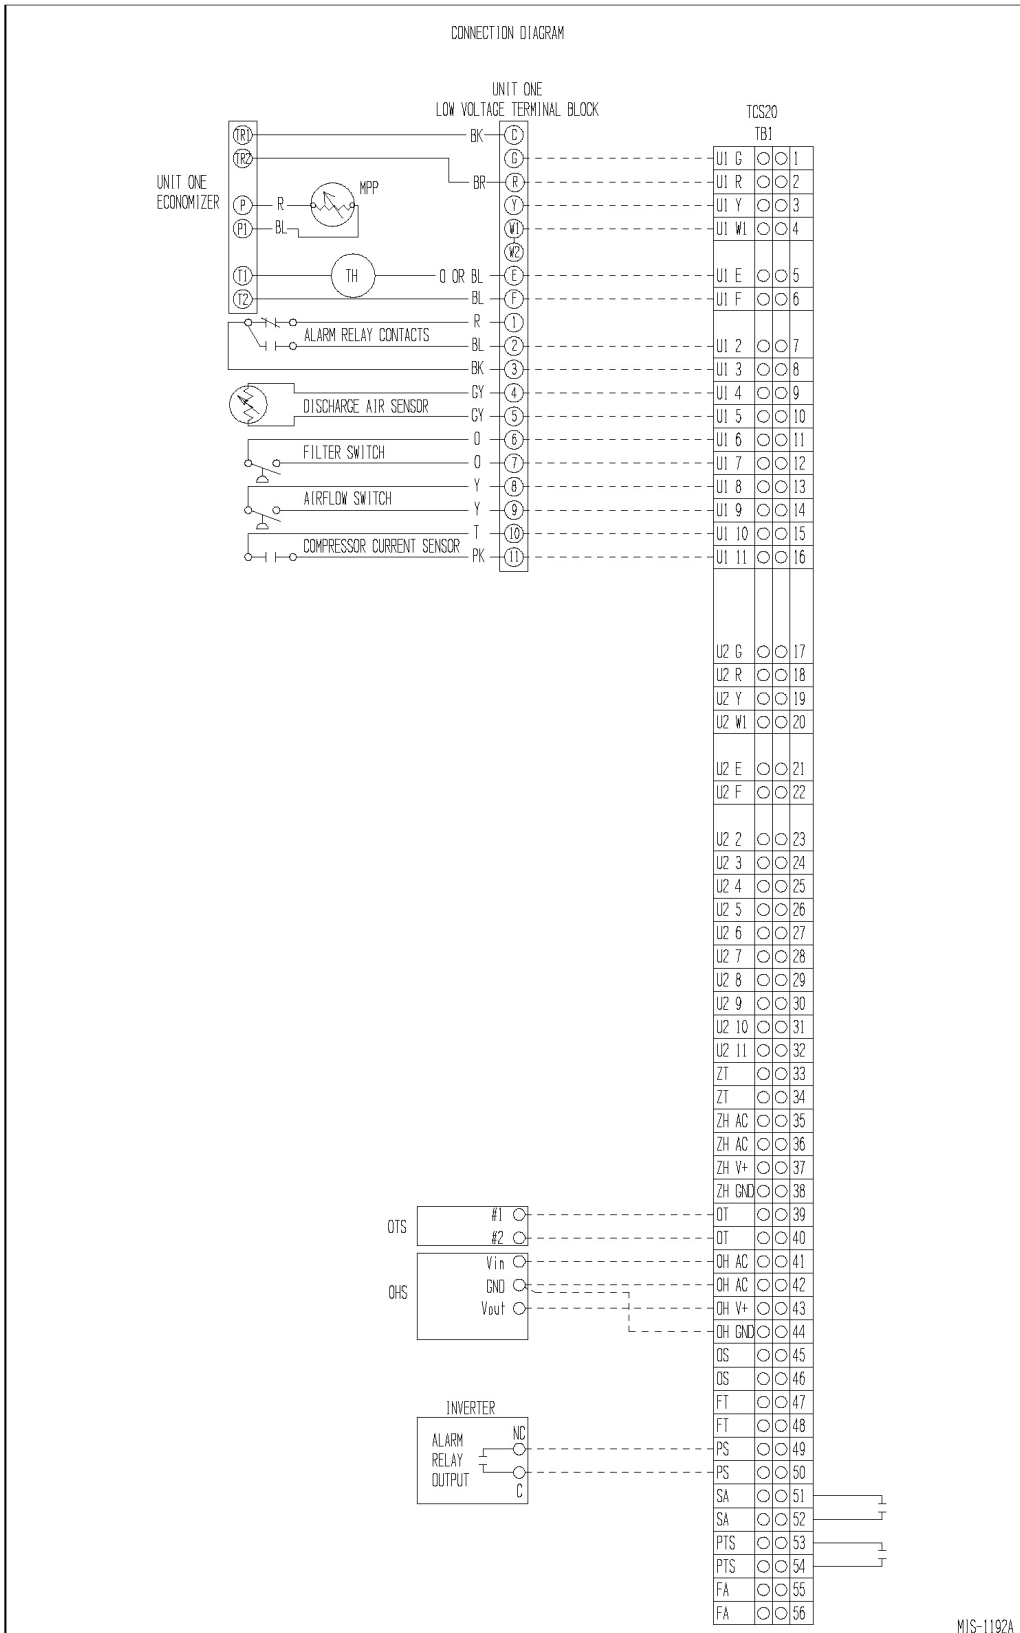 CONNECTION DIAGRAM
UNIT ONE
LOW VOLTAGE TERMINAL BLOCK
TCS20
TB1
UNIT ONE
ECONOMIZER
TR1
BK
C
TR2
G
U1 G 1
BR
R
U1 R 2
MPP
P
R
Y
U1 Y 3
P1
BL
W1
U1 W1 4
W2
T1
TH
O OR BL
E
U1 E 5
T2
BL
F
U1 F 6
R
1
ALARM RELAY CONTACTS
BL
2
U1 2 7
BK
3
U1 3 8
GY
4
U1 4 9
DISCHARGE AIR SENSOR
GY
5
U1 5 10
O
6
U1 6 11
FILTER SWITCH
O
7
U1 7 12
Y
8
U1 8 13
AIRFLOW SWITCH
Y
9
U1 9 14
T
10
U1 10 15
COMPRESSOR CURRENT SENSOR
PK
11
U1 11 16
U2 G 17
U2 R 18
U2 Y 19
U2 W1 20
U2 E 21
U2 F 22
U2 2 23
U2 3 24
U2 4 25
U2 5 26
U2 6 27
U2 7 28
U2 8 29
U2 9 30
U2 10 31
U2 11 32
ZT 33
ZT 34
ZH AC 35
ZH AC 36
ZH V+ 37
ZH GND 38
OTS
#1
OT 39
#2
OT 40
OHS
Vin
OH AC 41
GND
OH AC 42
Vout
OH V+ 43
OH GND 44
OS 45
OS 46
FT 47
FT 48
INVERTER
ALARM
RELAY
OUTPUT
NC
PS 49
C
PS 50
SA 51
SA 52
PTS 53
PTS 54
FA 55
FA 56
MIS-1192A